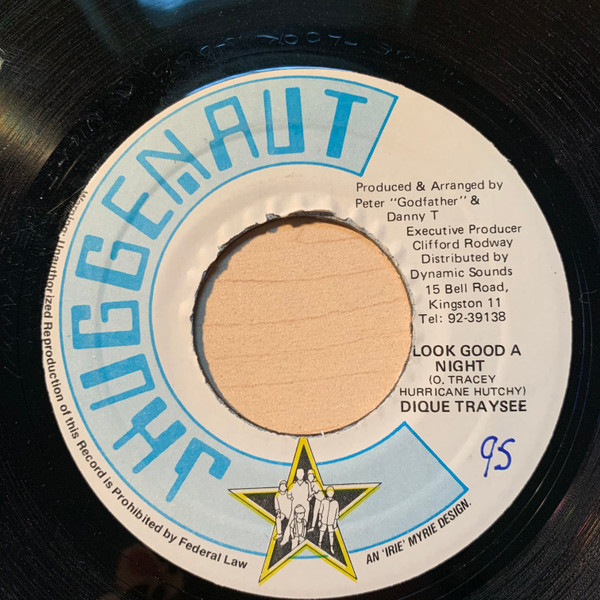 JHUGGENAUT
Produced & Arranged by
Peter "Godfather" &
Danny T
Executive Producer
Clifford Rodway
Distributed by
Dynamic Sounds
15 Bell Road,
Kingston 11
Tel: 92-39138
LOOK GOOD A
NIGHT
(O. TRACEY
HURRICANE HUTCHY)
DIQUE TRAYSEE
95
AN 'IRIE' MYRIE DESIGN.
Warning: Unauthorized Reproduction of this Record is Prohibited by Federal Law